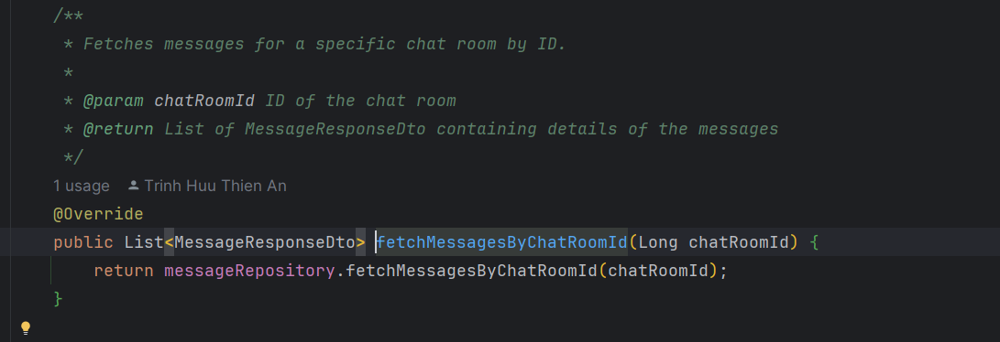 /**
* Fetches messages for a specific chat room by ID.
*
* @param chatRoomId ID of the chat room
* @return List of MessageResponseDto containing details of the messages
*/
1 usage Trinh Huu Thien An
@Override
public List<MessageResponseDto> fetchMessagesByChatRoomId(Long chatRoomId) {
return messageRepository.fetchMessagesByChatRoomId(chatRoomId);
}